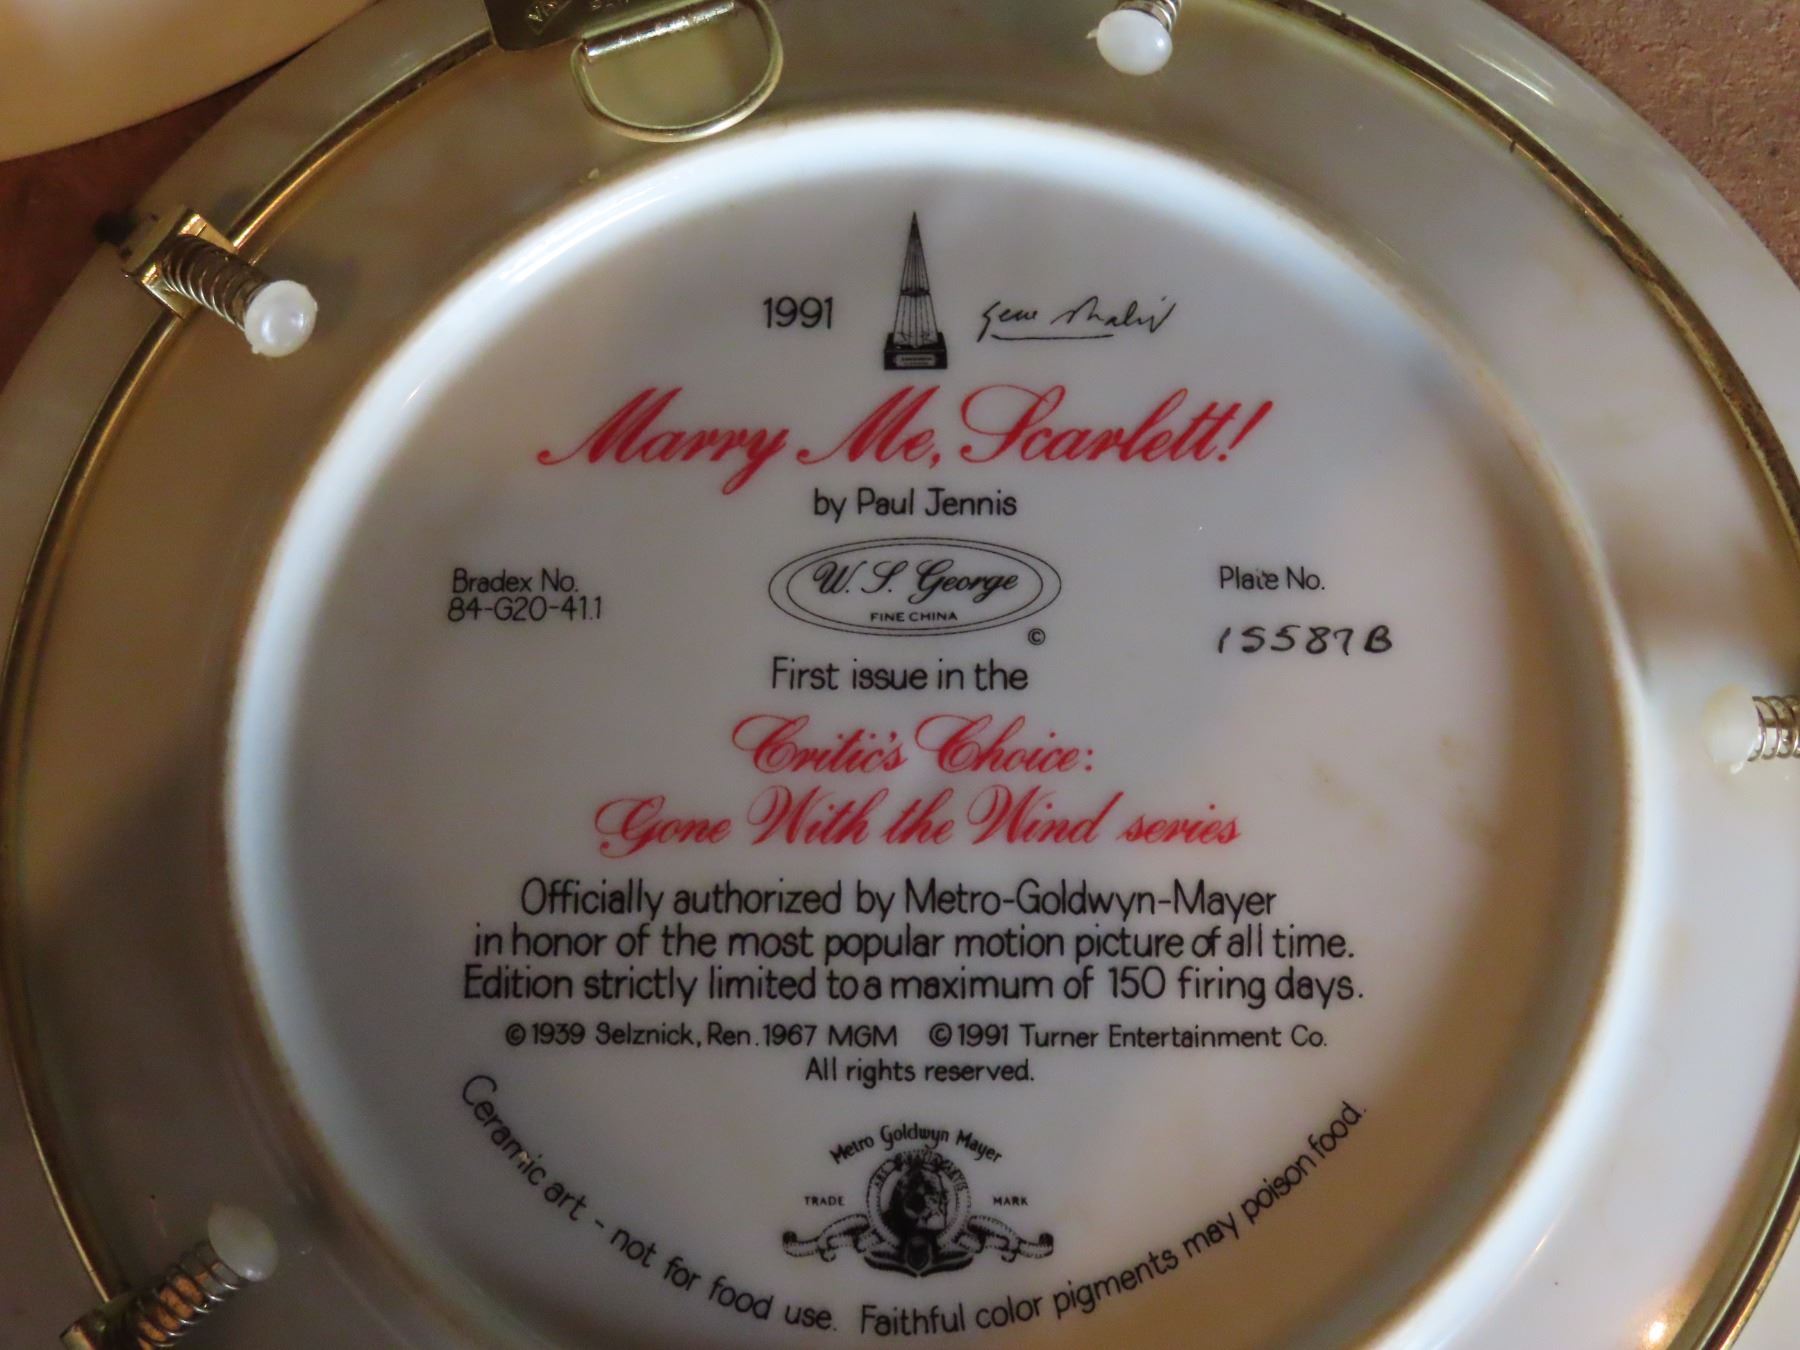 1991
Marry Me, Scarlett!
by Paul Jennis
Bradex No.
84-G20-41.1
W. S. George
FINE CHINA
©
Plate No.
15587B
First issue in the
Critic's Choice:
Gone With the Wind series
Officially authorized by Metro-Goldwyn-Mayer
in honor of the most popular motion picture of all time.
Edition strictly limited to a maximum of 150 firing days.
© 1939 Selznick, Ren. 1967 MGM © 1991 Turner Entertainment Co.
All rights reserved.
Metro Goldwyn Mayer
TRADE MARK
Ceramic art - not for food use. Faithful color pigments may poison food.